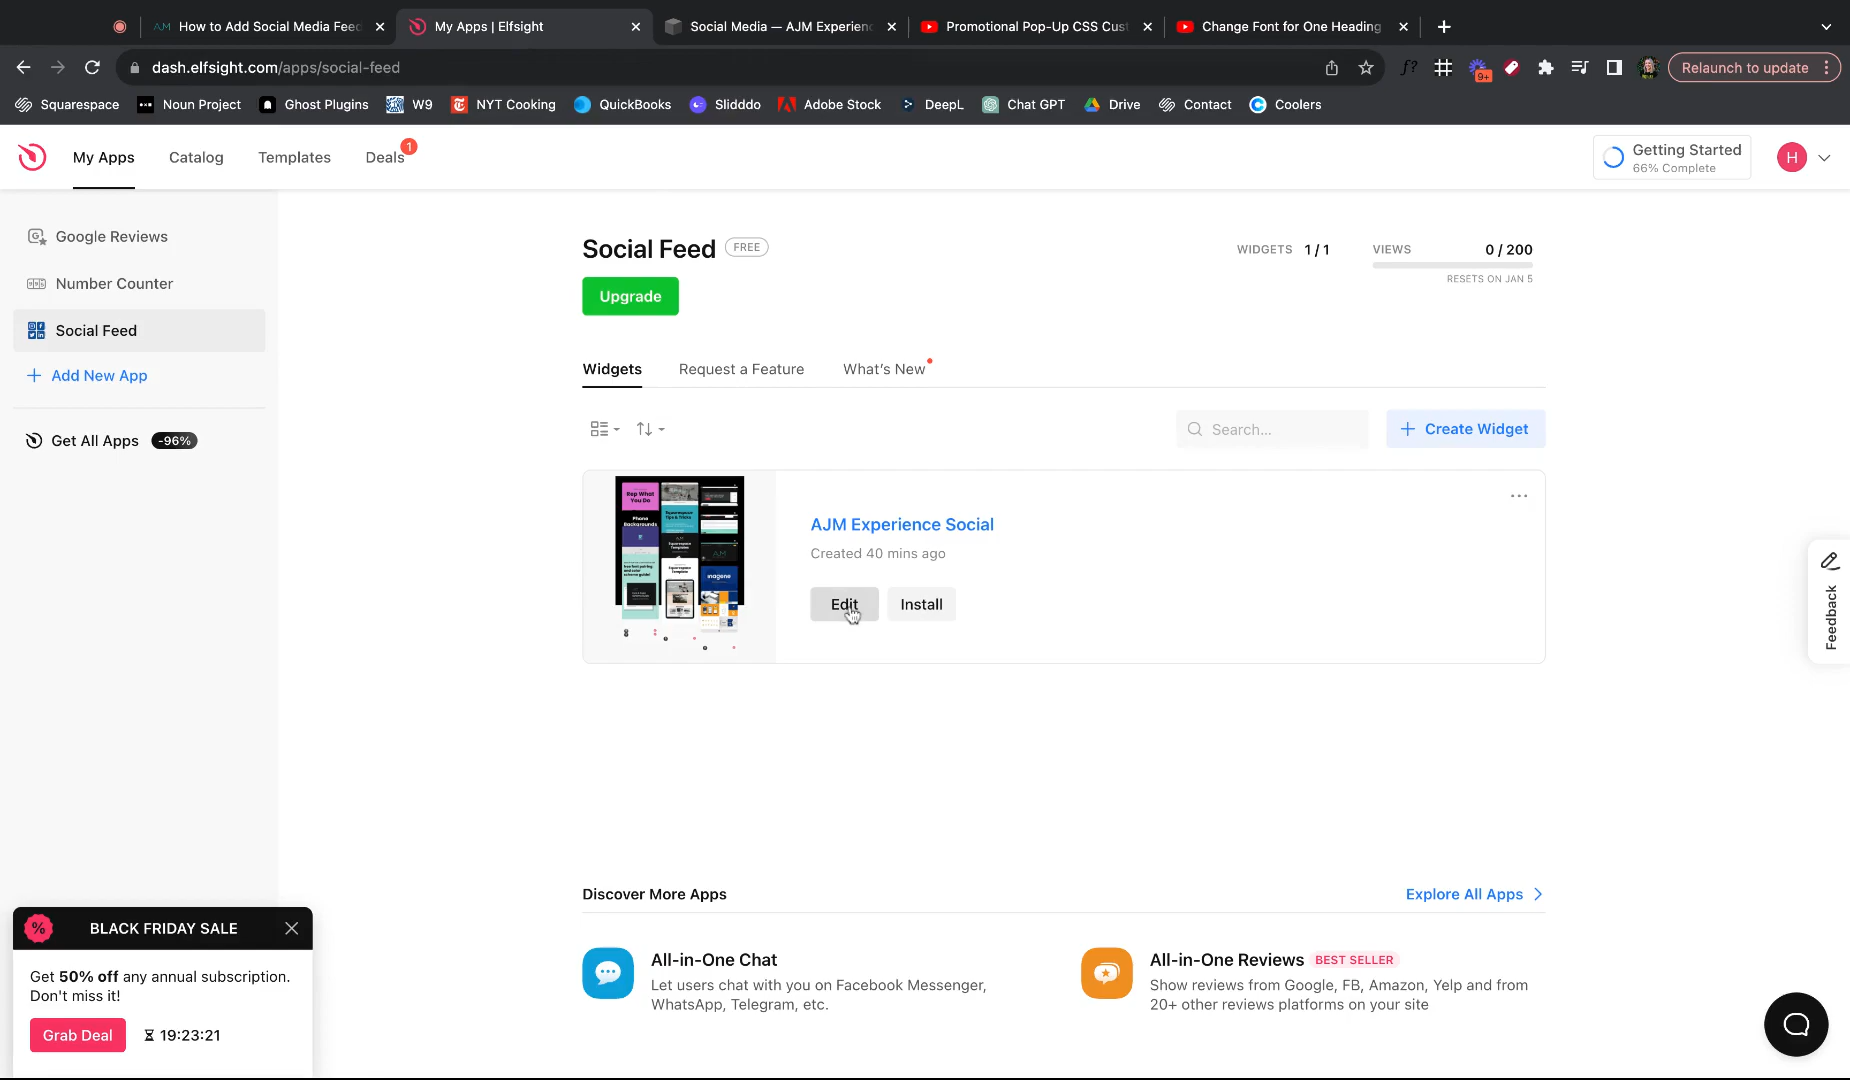 How to Add Social Media Feed
My Apps | Elfsight
Social Media — AJM Experienc
Promotional Pop-Up CSS Cust
Change Font for One Heading
dash.elfsight.com/apps/social-feed
9+
Relaunch to update
Squarespace
Noun Project
Ghost Plugins
W9
NYT Cooking
QuickBooks
Slidddo
Adobe Stock
DeepL
Chat GPT
Drive
Contact
Coolers
My Apps
Catalog
Templates
Deals
1
Getting Started
66% Complete
H
Google Reviews
Number Counter
Social Feed
Add New App
Get All Apps -96%
Social Feed FREE
WIDGETS 1 / 1
VIEWS 0 / 200
RESETS ON JAN 5
Upgrade
Widgets
Request a Feature
What's New
Search...
Create Widget
Rep What
You Do
Phone
Backgrounds
AJM Experience Social
Created 40 mins ago
Edit
Install
Feedback
Discover More Apps
Explore All Apps
All-in-One Chat
Let users chat with you on Facebook Messenger,
WhatsApp, Telegram, etc.
All-in-One Reviews BEST SELLER
Show reviews from Google, FB, Amazon, Yelp and from
20+ other reviews platforms on your site
BLACK FRIDAY SALE
Get 50% off any annual subscription.
Don't miss it!
Grab Deal
19:23:21